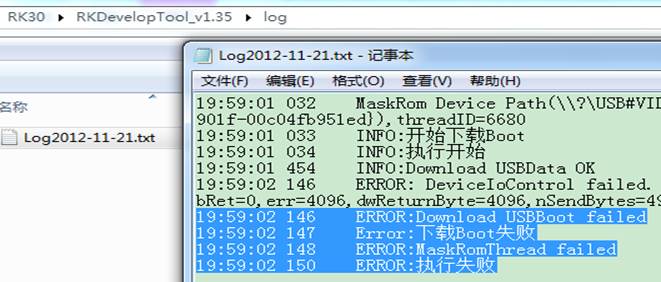 RK30 ▸ RKDevelopTool_v1.35 ▸ log
Log2012-11-21.txt - 记事本
文件(F) 编辑(E) 格式(O) 查看(V) 帮助(H)
名称
Log2012-11-21.txt
19:59:01 032 MaskRom Device Path(\\?\USB#VID
901f-00c04fb951ed}),threadID=6680
19:59:01 033 INFO:开始下载Boot
19:59:01 034 INFO:执行开始
19:59:01 454 INFO:Download USBData OK
19:59:02 146 ERROR: DeviceIoControl failed.
bRet=0,err=4096,dwReturnByte=4096,nSendBytes=49
19:59:02 146 ERROR:Download USBBoot failed
19:59:02 147 Error:下载Boot失败
19:59:02 148 ERROR:MaskRomThread failed
19:59:02 150 ERROR:执行失败